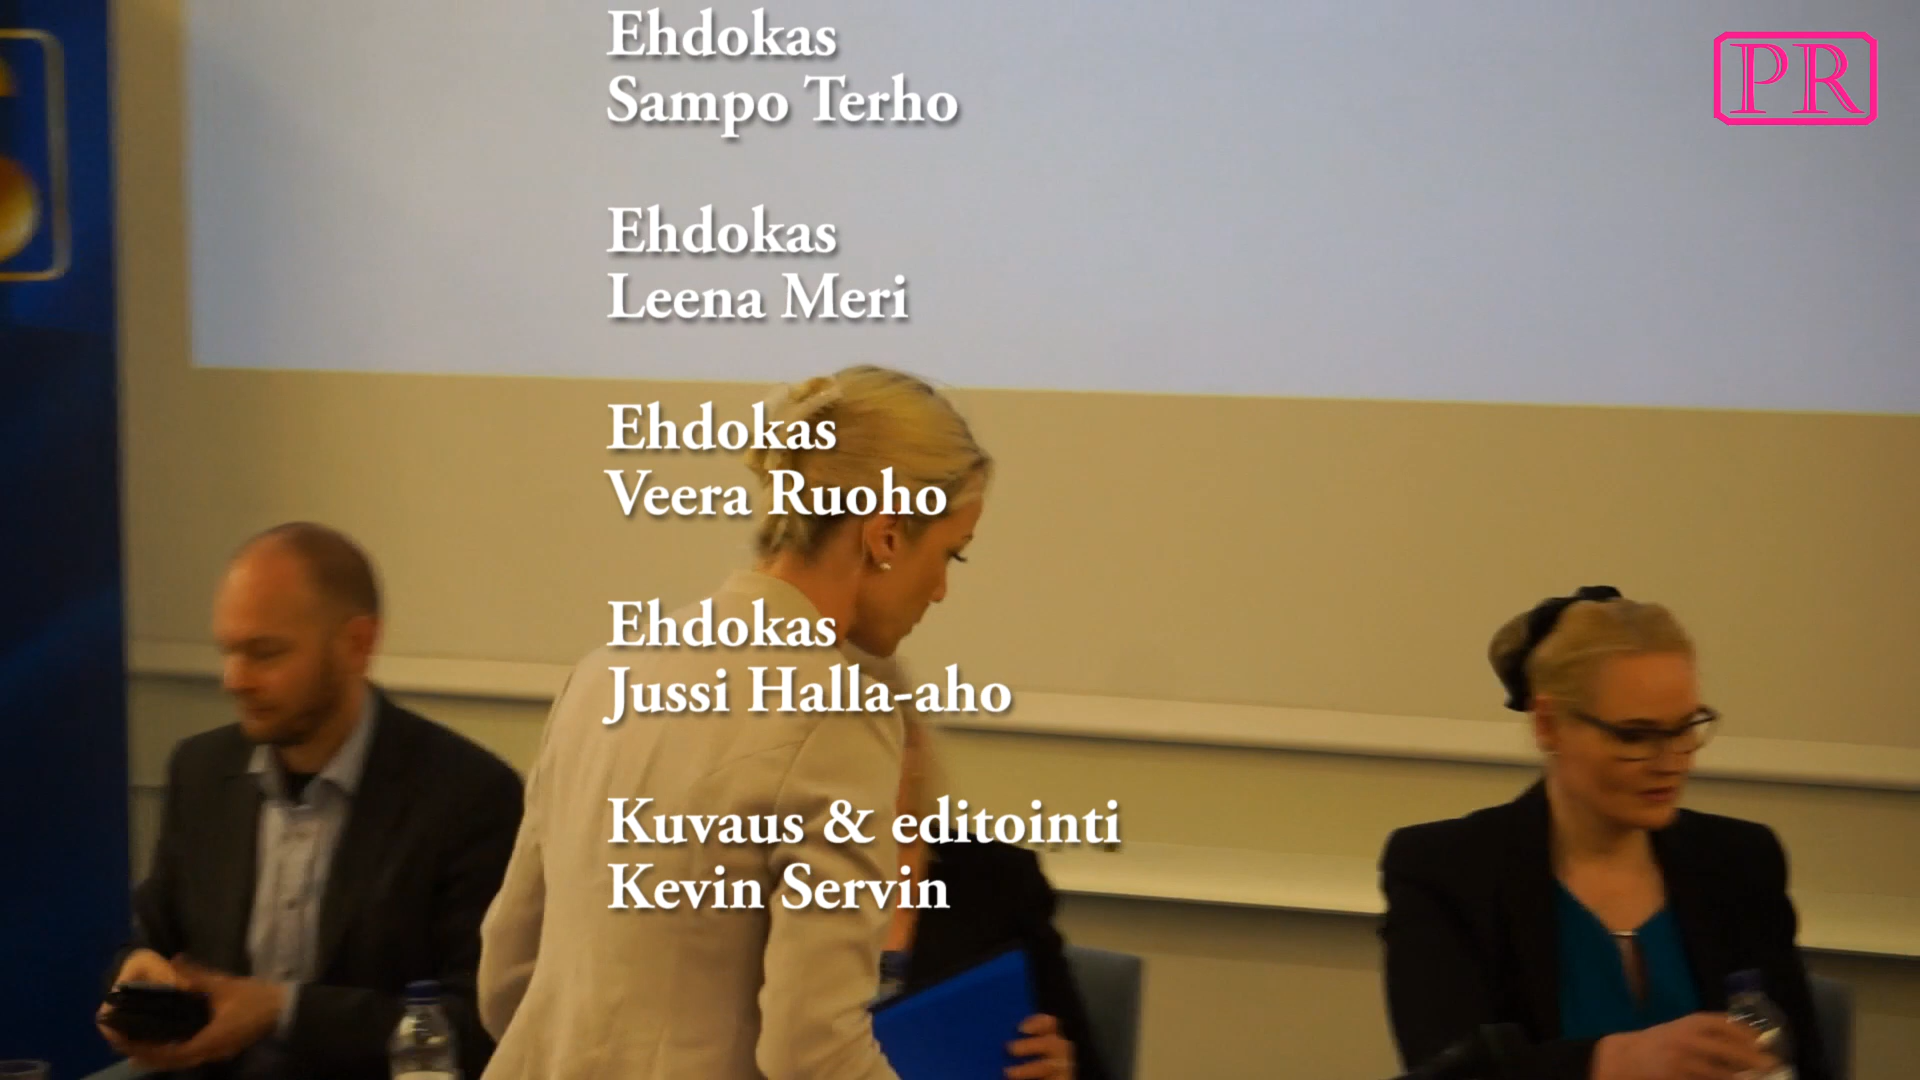 Ehdokas
Sampo Terho
Ehdokas
Leena Meri
Ehdokas
Veera Ruoho
Ehdokas
Jussi Halla-aho
Kuvaus & editointi
Kevin Servin
PR